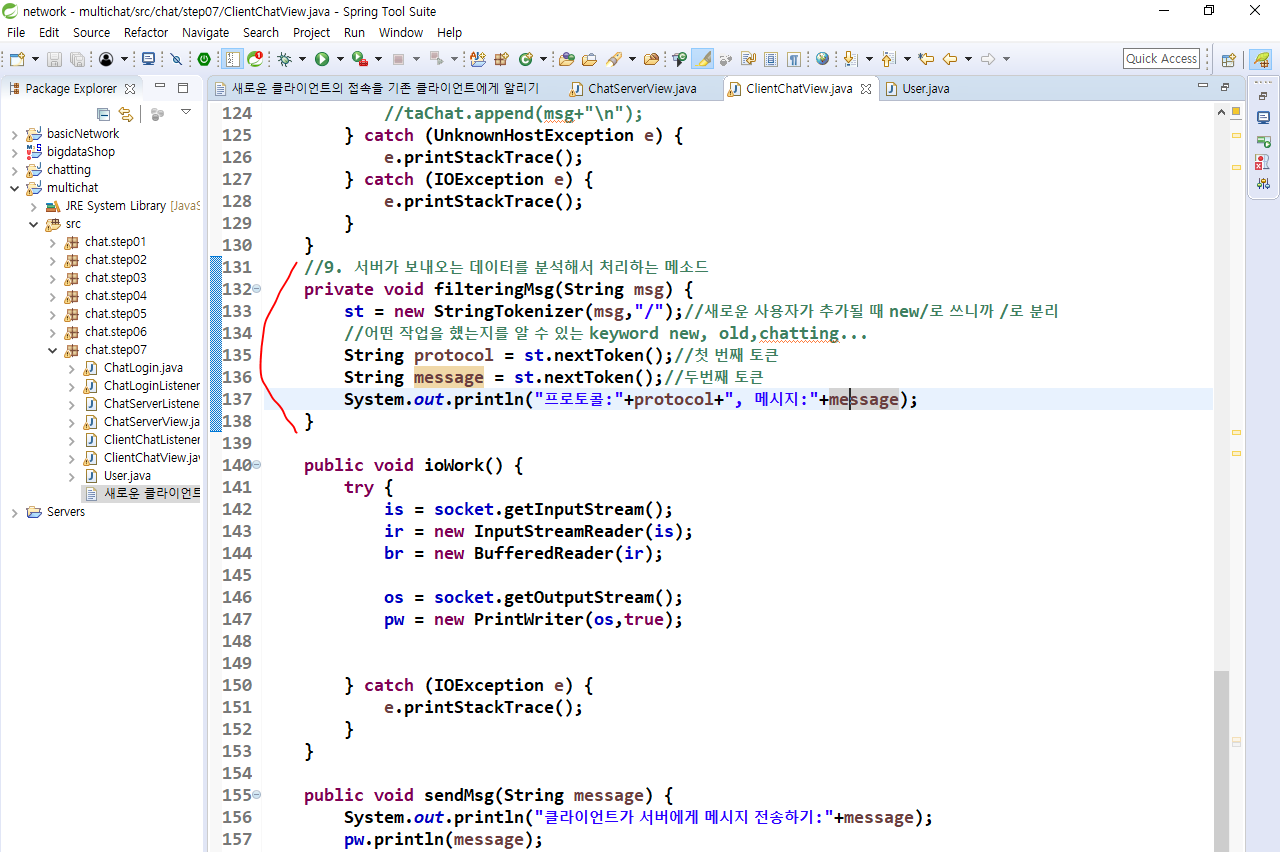 network - multichat/src/chat/step07/ClientChatView.java - Spring Tool Suite
File Edit Source Refactor Navigate Search Project Run Window Help
Quick Access
Package Explorer
새로운 클라이언트의 접속을 기존 클라이언트에게 알리기 ChatServerView.java ClientChatView.java User.java
basicNetwork
bigdataShop
chatting
multichat
JRE System Library [JavaS
src
chat.step01
chat.step02
chat.step03
chat.step04
chat.step05
chat.step06
chat.step07
ChatLogin.java
ChatLoginListener
ChatServerListene
ChatServerView.ja
ClientChatListener
ClientChatView.jav
User.java
새로운 클라이언트
Servers
124 //taChat.append(msg+"\n");
125 } catch (UnknownHostException e) {
126 e.printStackTrace();
127 } catch (IOException e) {
128 e.printStackTrace();
129 }
130 }
131 //9. 서버가 보내오는 데이터를 분석해서 처리하는 메소드
132 private void filteringMsg(String msg) {
133 st = new StringTokenizer(msg,"/");//새로운 사용자가 추가될 때 new/로 쓰니까 /로 분리
134 //어떤 작업을 했는지를 알 수 있는 keyword new, old,chatting...
135 String protocol = st.nextToken();//첫 번째 토큰
136 String message = st.nextToken();//두번째 토큰
137 System.out.println("프로토콜:"+protocol+", 메시지:"+message);
138 }
139
140 public void ioWork() {
141 try {
142 is = socket.getInputStream();
143 ir = new InputStreamReader(is);
144 br = new BufferedReader(ir);
145
146 os = socket.getOutputStream();
147 pw = new PrintWriter(os,true);
148
149
150 } catch (IOException e) {
151 e.printStackTrace();
152 }
153 }
154
155 public void sendMsg(String message) {
156 System.out.println("클라이언트가 서버에게 메시지 전송하기:"+message);
157 pw.println(message);